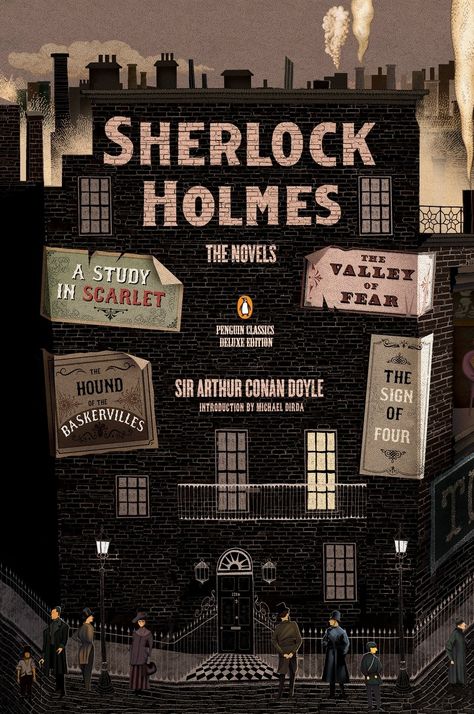 SHERLOCK
HOLMES
THE NOVELS
A STUDY
IN SCARLET
THE
VALLEY
OF
FEAR
PENGUIN CLASSICS
DELUXE EDITION
THE
HOUND
OF THE
BASKERVILLES
SIR ARTHUR CONAN DOYLE
INTRODUCTION BY MICHAEL DIRDA
THE
SIGN
OF
FOUR